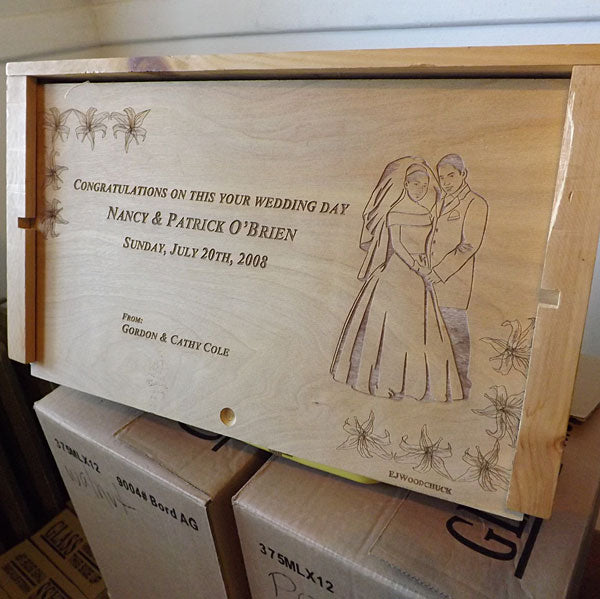 CONGRATULATIONS ON THIS YOUR WEDDING DAY
NANCY & PATRICK O'BRIEN
SUNDAY, JULY 20TH, 2008
FROM:
GORDON & CATHY COLE
EJWOODCHUCK
375MLX12
9004# Bord AG
375MLX12
GLASS